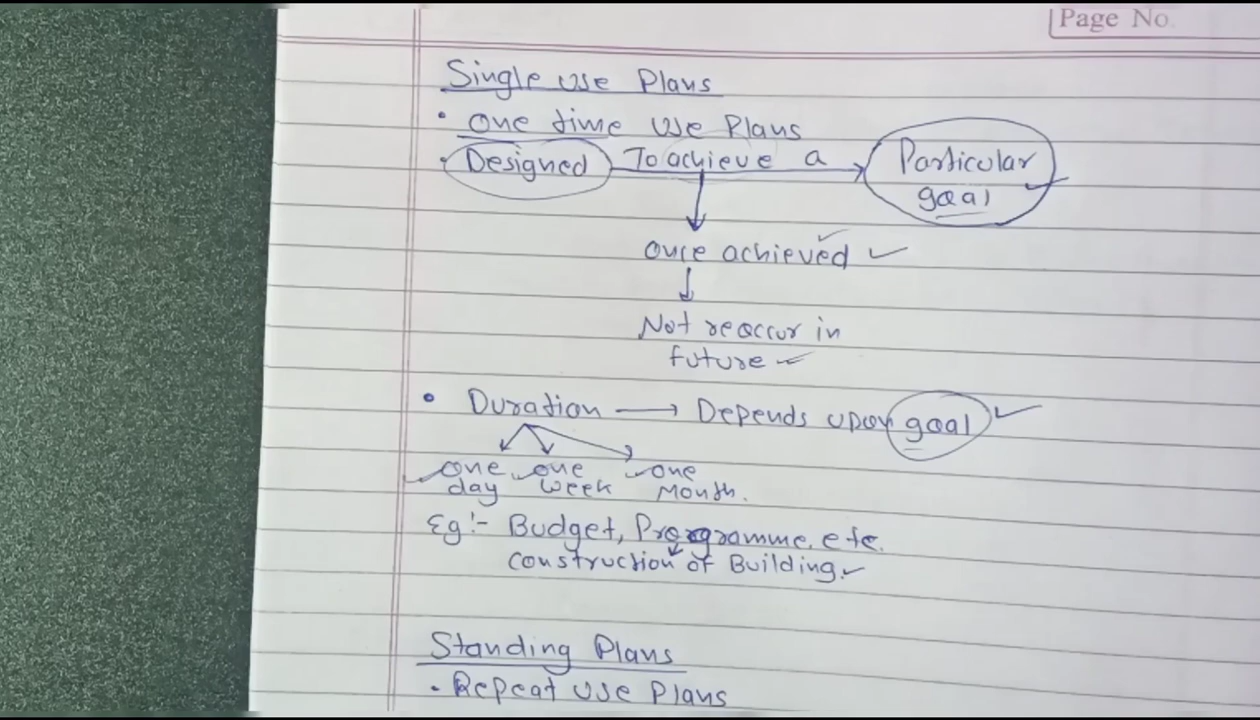 Page No.
Single Use Plans
• One time Use Plans
• Designed To achieve a → Particular
goal
Once achieved
Not reaccur in
future
• Duration → Depends upon goal
one day one week one Month.
Eg:- Budget, Programme, etc.
Construction of Building.
Standing Plans
• Repeat Use Plans